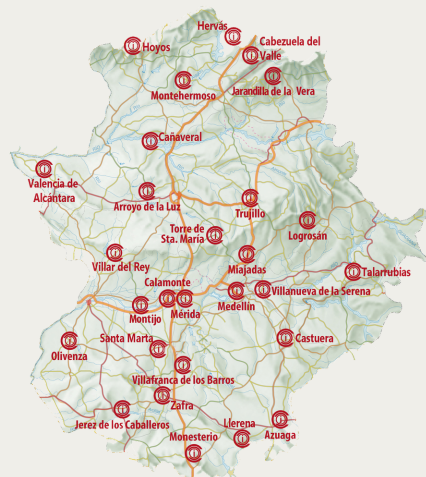 Hervás
Hoyos
Cabezuela del
Valle
Montehermoso
Jarandilla de la Vera
Cañaveral
Valencia de
Alcántara
Arroyo de la Luz
Trujillo
Torre de
Sta. María
Logrosán
Villar del Rey
Miajadas
Talarrubias
Calamonte
Mérida
Medellín
Villanueva de la Serena
Montijo
Santa Marta
Castuera
Olivenza
Villafranca de los Barros
Zafra
Jerez de los Caballeros
Llerena
Azuaga
Monesterio